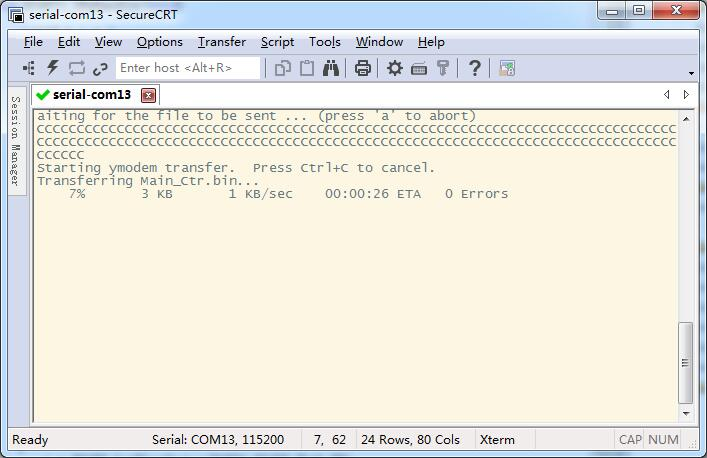 serial-com13 - SecureCRT
File Edit View Options Transfer Script Tools Window Help
Enter host <Alt+R>
Session Manager
serial-com13
aiting for the file to be sent ... (press 'a' to abort)
CCCCCCCCCCCCCCCCCCCCCCCCCCCCCCCCCCCCCCCCCCCCCCCCCCCCCCCCCCCCCCCCCCCCCCCCCCCCCCCC
CCCCCCCCCCCCCCCCCCCCCCCCCCCCCCCCCCCCCCCCCCCCCCCCCCCCCCCCCCCCCCCCCCCCCCCCCCCCCCCC
CCCCCC
Starting ymodem transfer.  Press Ctrl+C to cancel.
Transferring Main_Ctr.bin...
    7%       3 KB       1 KB/sec    00:00:26 ETA   0 Errors
Ready Serial: COM13, 115200 7, 62 24 Rows, 80 Cols Xterm CAP NUM